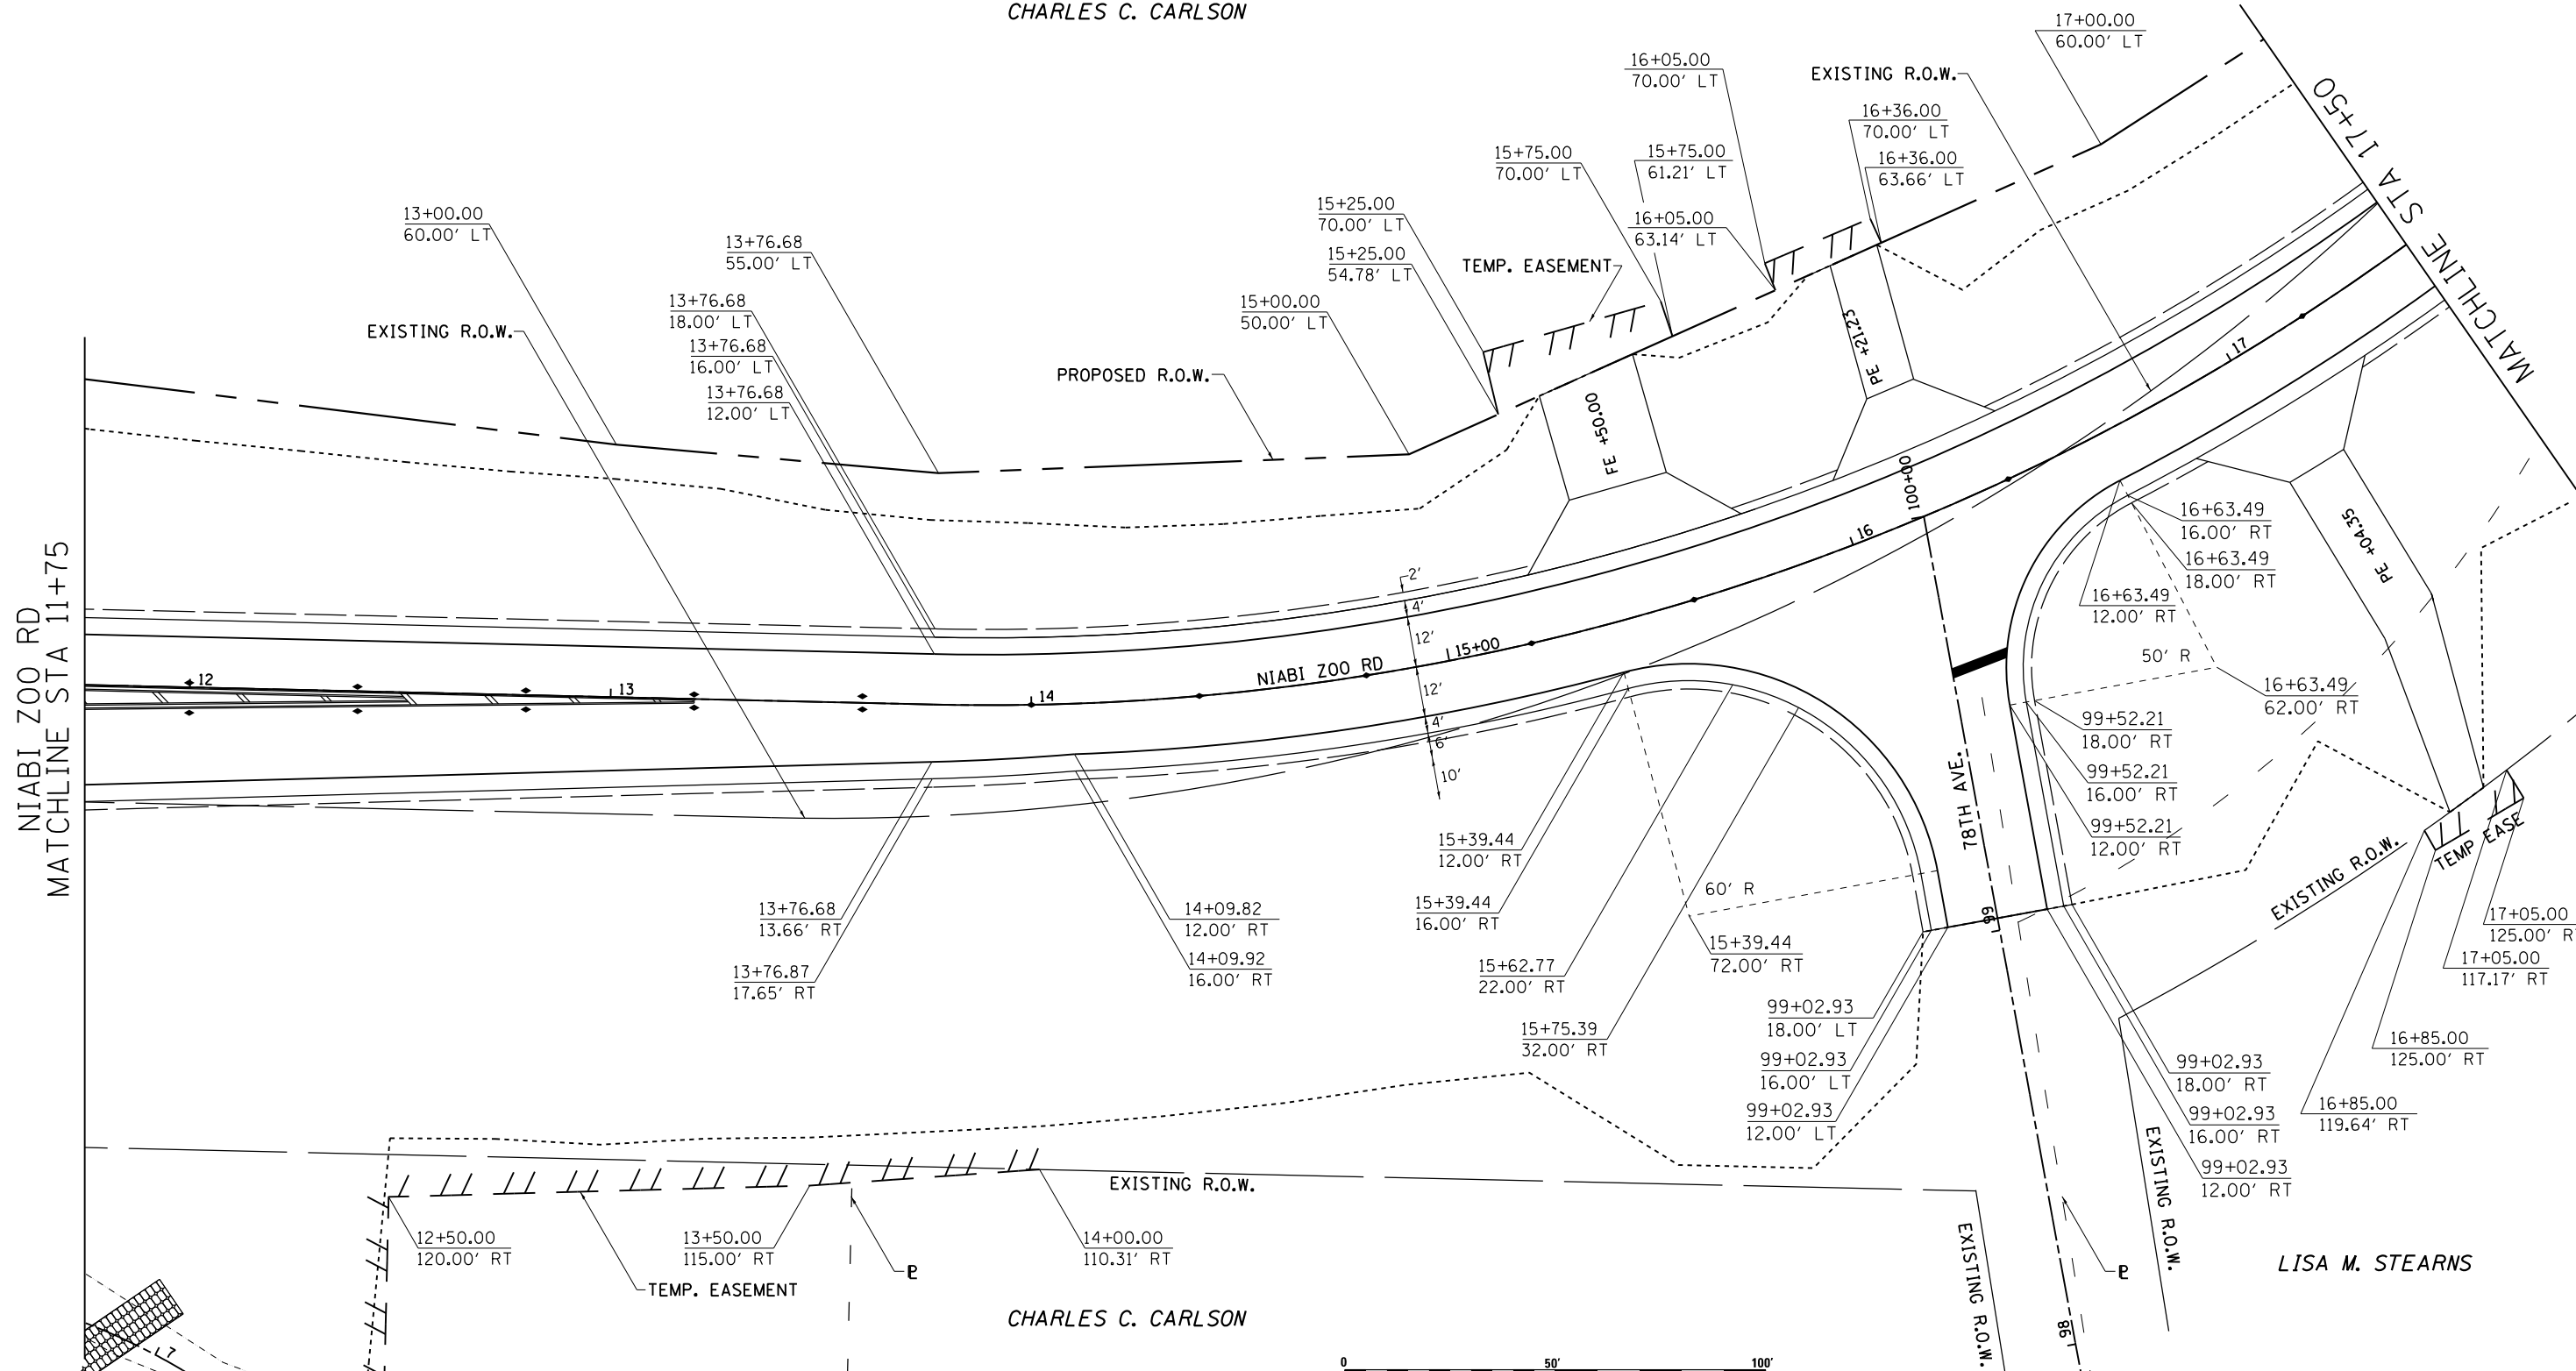 CHARLES C. CARLSON
17+00.00
60.00' LT
16+05.00
70.00' LT
EXISTING R.O.W.
16+36.00
70.00' LT
MATCHLINE STA 17+50
15+75.00
70.00' LT
15+75.00
61.21' LT
16+36.00
63.66' LT
13+00.00
60.00' LT
15+25.00
70.00' LT
16+05.00
63.14' LT
13+76.68
55.00' LT
15+25.00
54.78' LT
TEMP. EASEMENT
13+76.68
18.00' LT
15+00.00
50.00' LT
EXISTING R.O.W.
13+76.68
16.00' LT
PE +21.23
17
PROPOSED R.O.W.
13+76.68
12.00' LT
FE +50.00
100+00
16
16+63.49
16.00' RT
PE +04.35
16+63.49
18.00' RT
2'
4'
12'
16+63.49
12.00' RT
NIABI ZOO RD
MATCHLINE STA 11+75
12
13
14
NIABI ZOO RD
15+00
50' R
12'
4'
6'
10'
16+63.49
62.00' RT
99+52.21
18.00' RT
78TH AVE.
99+52.21
16.00' RT
99+52.21
12.00' RT
15+39.44
12.00' RT
TEMP EASE
EXISTING R.O.W.
60' R
13+76.68
13.66' RT
14+09.82
12.00' RT
15+39.44
16.00' RT
99
17+05.00
125.00' R
15+39.44
72.00' RT
17+05.00
117.17' RT
13+76.87
17.65' RT
14+09.92
16.00' RT
15+62.77
22.00' RT
99+02.93
18.00' LT
15+75.39
32.00' RT
16+85.00
125.00' RT
99+02.93
16.00' LT
99+02.93
18.00' RT
99+02.93
12.00' LT
16+85.00
119.64' RT
99+02.93
16.00' RT
EXISTING R.O.W.
99+02.93
12.00' RT
EXISTING R.O.W.
12+50.00
120.00' RT
13+50.00
115.00' RT
14+00.00
110.31' RT
EXISTING R.O.W.
PL
PL
LISA M. STEARNS
TEMP. EASEMENT
CHARLES C. CARLSON
98
7
0 50' 100'